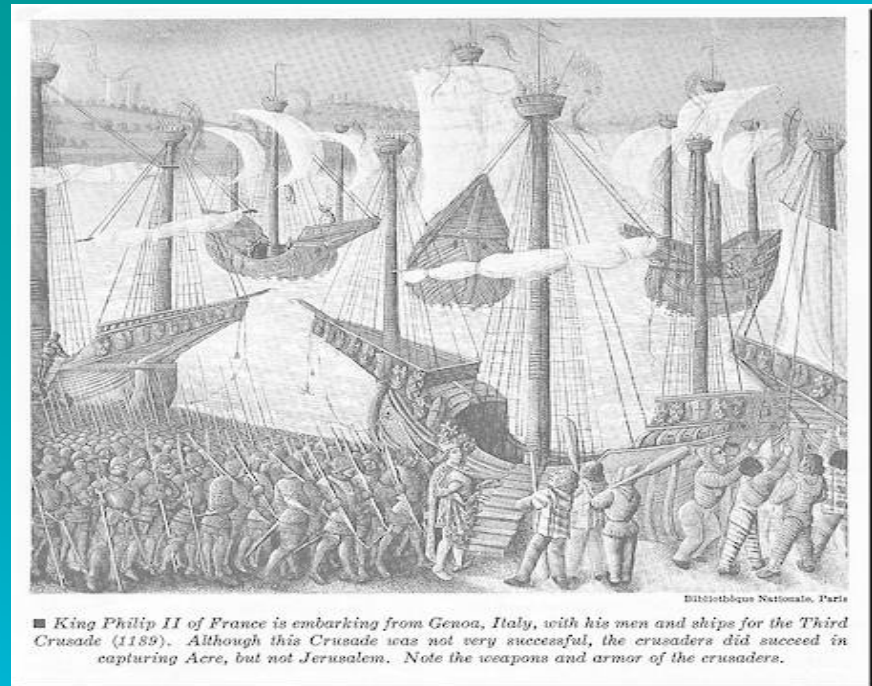 Bibliothèque Nationale, Paris
■ King Philip II of France is embarking from Genoa, Italy, with his men and ships for the Third
Crusade (1189). Although this Crusade was not very successful, the crusaders did succeed in
capturing Acre, but not Jerusalem. Note the weapons and armor of the crusaders.